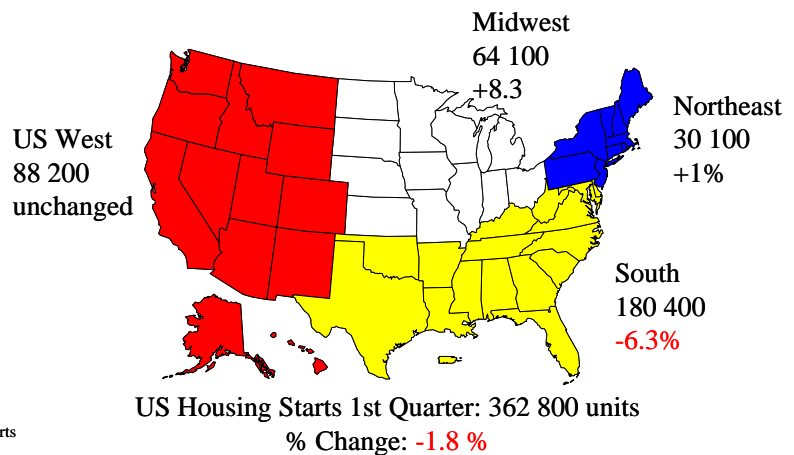 Midwest
64 100
+8.3
Northeast
30 100
+1%
US West
88 200
unchanged
South
180 400
-6.3%
US Housing Starts 1st Quarter: 362 800 units
% Change: -1.8 %
rts